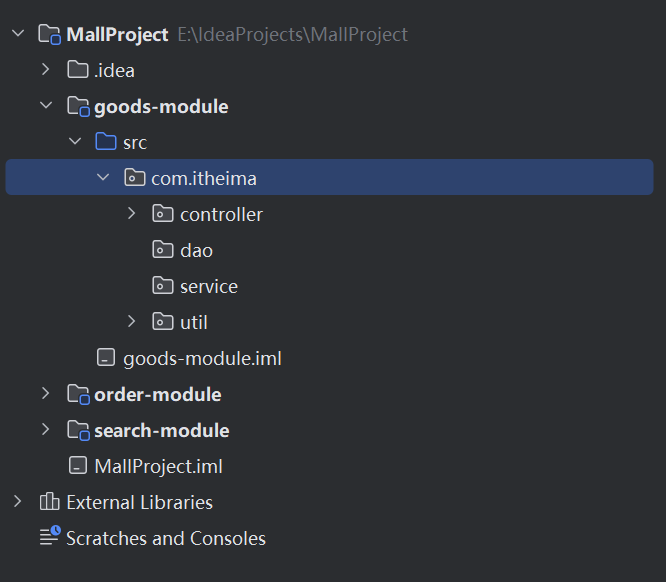 MallProject E:\IdeaProjects\MallProject
.idea
goods-module
src
com.itheima
controller
dao
service
util
goods-module.iml
order-module
search-module
MallProject.iml
External Libraries
Scratches and Consoles